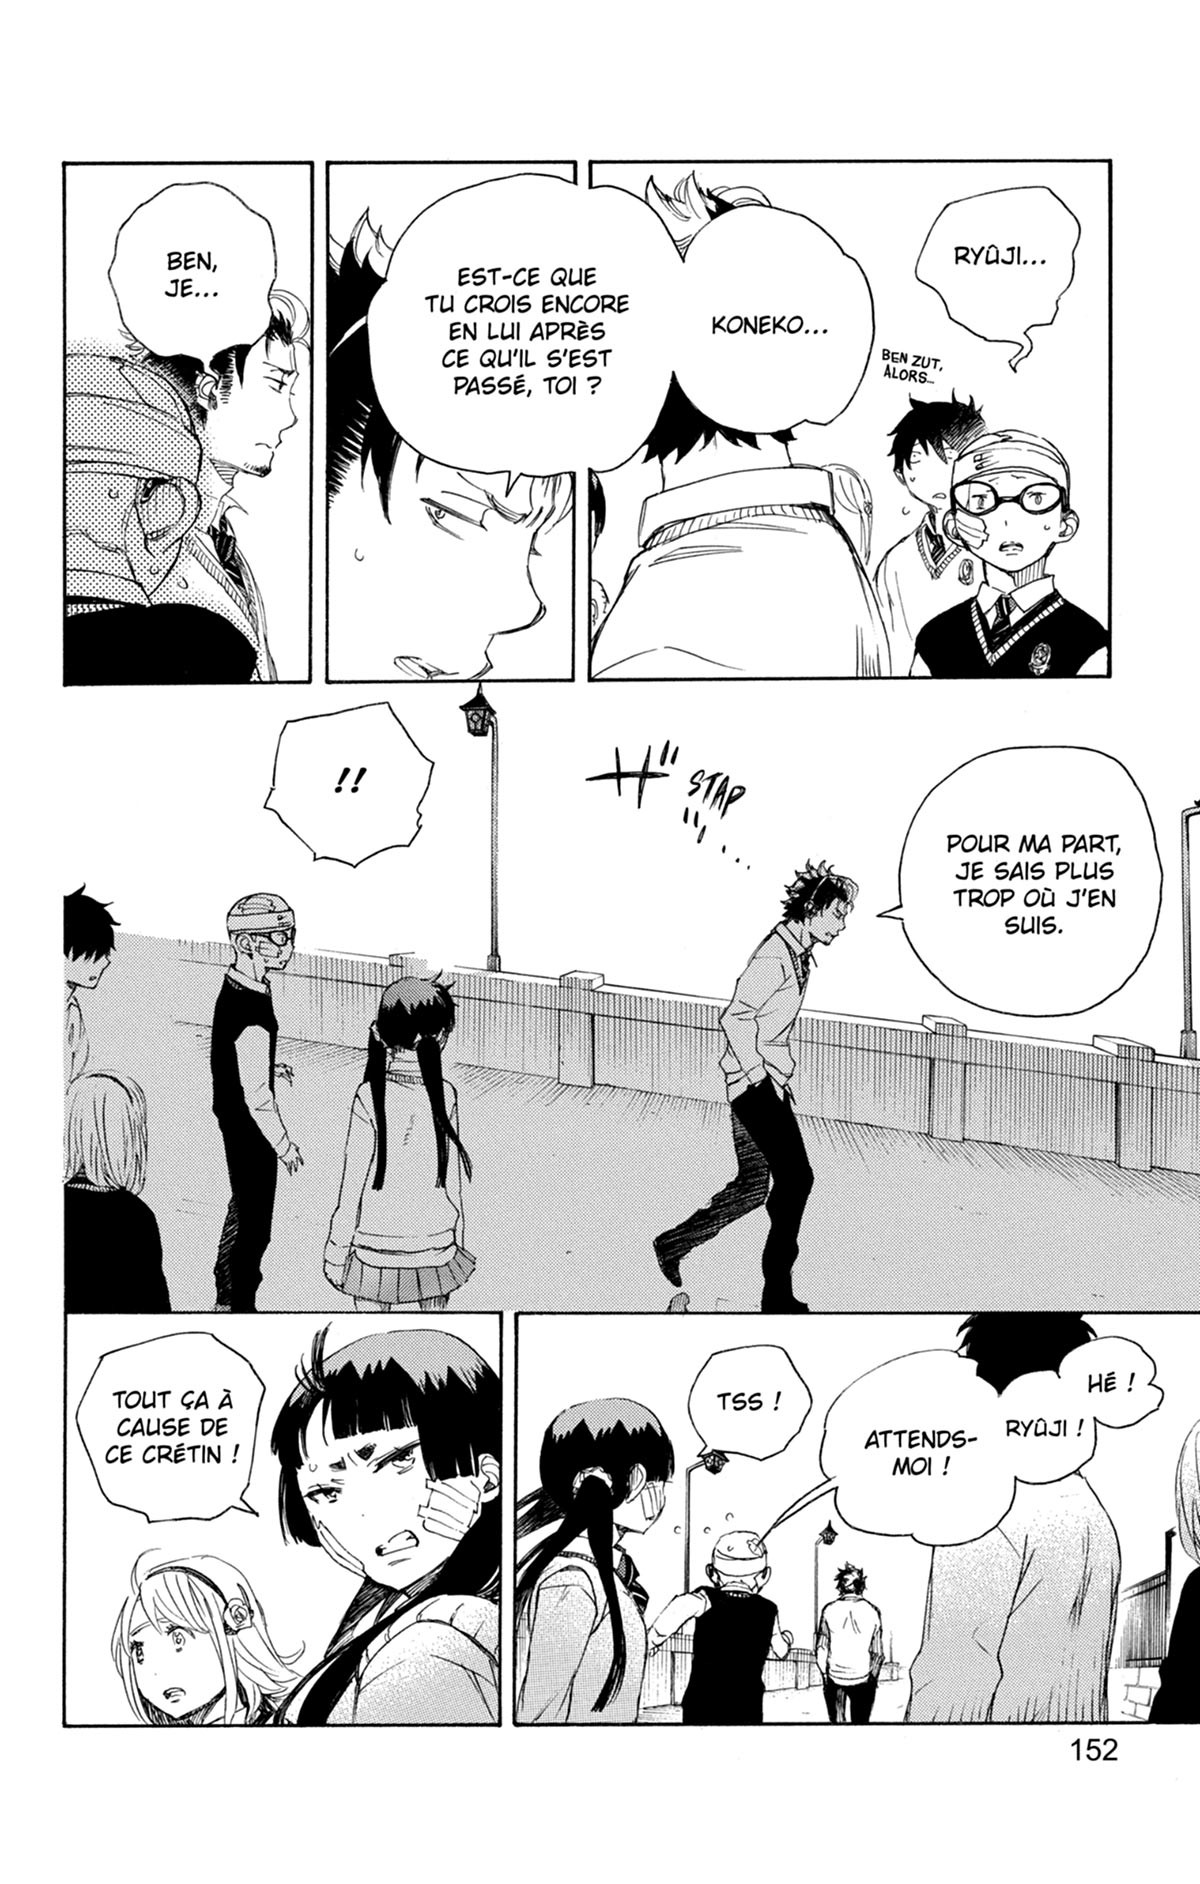 RYÛJI...
BEN ZUT,
ALORS...
KONEKO...
EST-CE QUE
TU CROIS ENCORE
EN LUI APRÈS
CE QU'IL S'EST
PASSÉ, TOI ?
BEN,
JE...
POUR MA PART,
JE SAIS PLUS
TROP OÙ J'EN
SUIS.
ザ
STAP
!!
HÉ !
RYÛJI !
ATTENDS-
MOI !
TSS !
TOUT ÇA À
CAUSE DE
CE CRÉTIN !
152